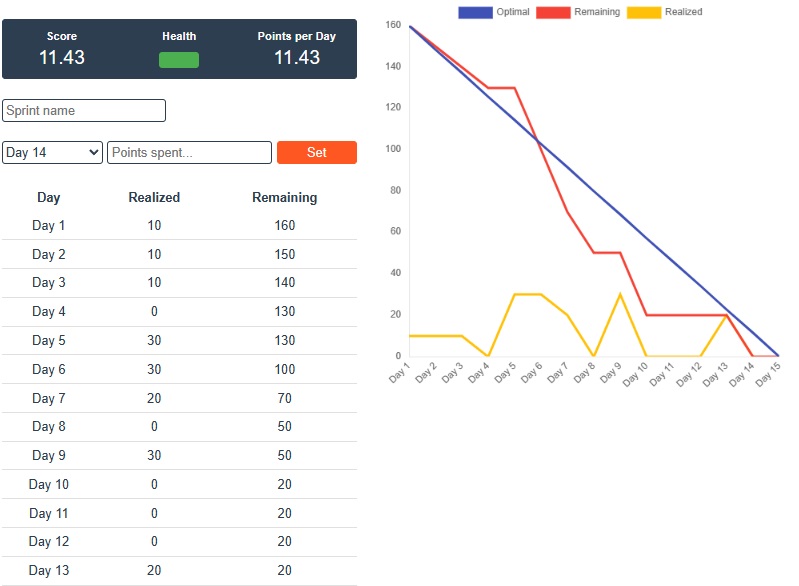 Score Health Points per Day
11.43 11.43
Sprint name
Day 14 Points spent... Set
Day Realized Remaining
Day 1 10 160
Day 2 10 150
Day 3 10 140
Day 4 0 130
Day 5 30 130
Day 6 30 100
Day 7 20 70
Day 8 0 50
Day 9 30 50
Day 10 0 20
Day 11 0 20
Day 12 0 20
Day 13 20 20
Optimal Remaining Realized
160
140
120
100
80
60
40
20
0
Day 1 Day 2 Day 3 Day 4 Day 5 Day 6 Day 7 Day 8 Day 9 Day 10 Day 11 Day 12 Day 13 Day 14 Day 15